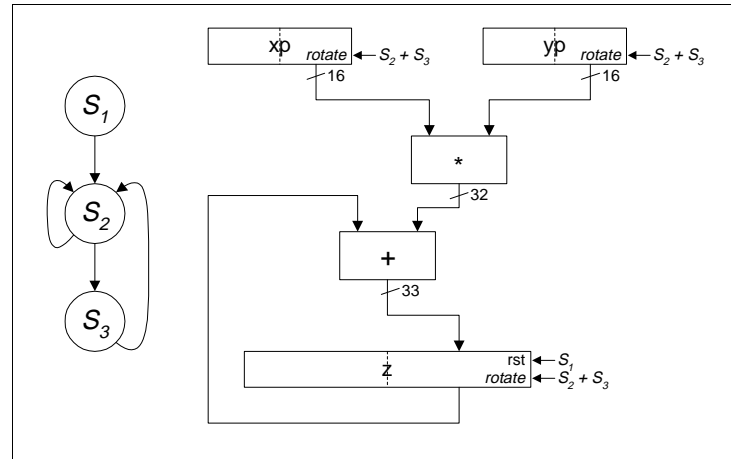 xp
rotate
S₂ + S₃
16
yp
rotate
S₂ + S₃
16
S₁
*
32
S₂
+
33
S₃
z
rst
S₁
rotate
S₂ + S₃